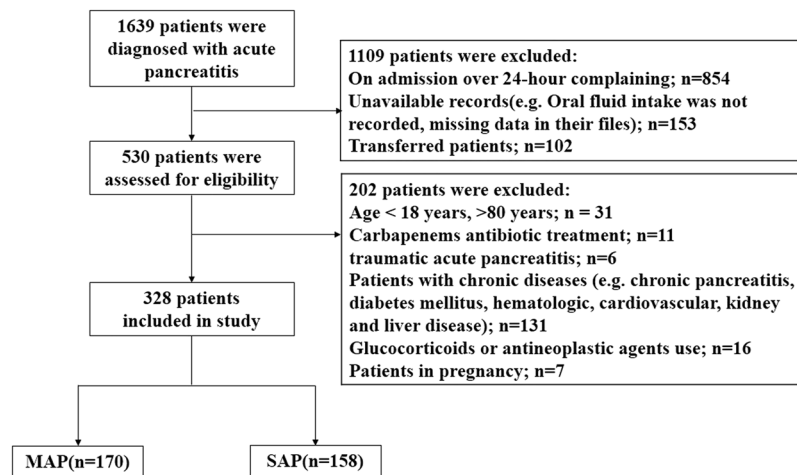 1639 patients were
diagnosed with acute
pancreatitis
1109 patients were excluded:
On admission over 24-hour complaining; n=854
Unavailable records(e.g. Oral fluid intake was not
recorded, missing data in their files); n=153
Transferred patients; n=102
530 patients were
assessed for eligibility
202 patients were excluded:
Age < 18 years, >80 years; n = 31
Carbapenems antibiotic treatment; n=11
traumatic acute pancreatitis; n=6
Patients with chronic diseases (e.g. chronic pancreatitis,
diabetes mellitus, hematologic, cardiovascular, kidney
and liver disease); n=131
Glucocorticoids or antineoplastic agents use; n=16
Patients in pregnancy; n=7
328 patients
included in study
MAP(n=170)
SAP(n=158)